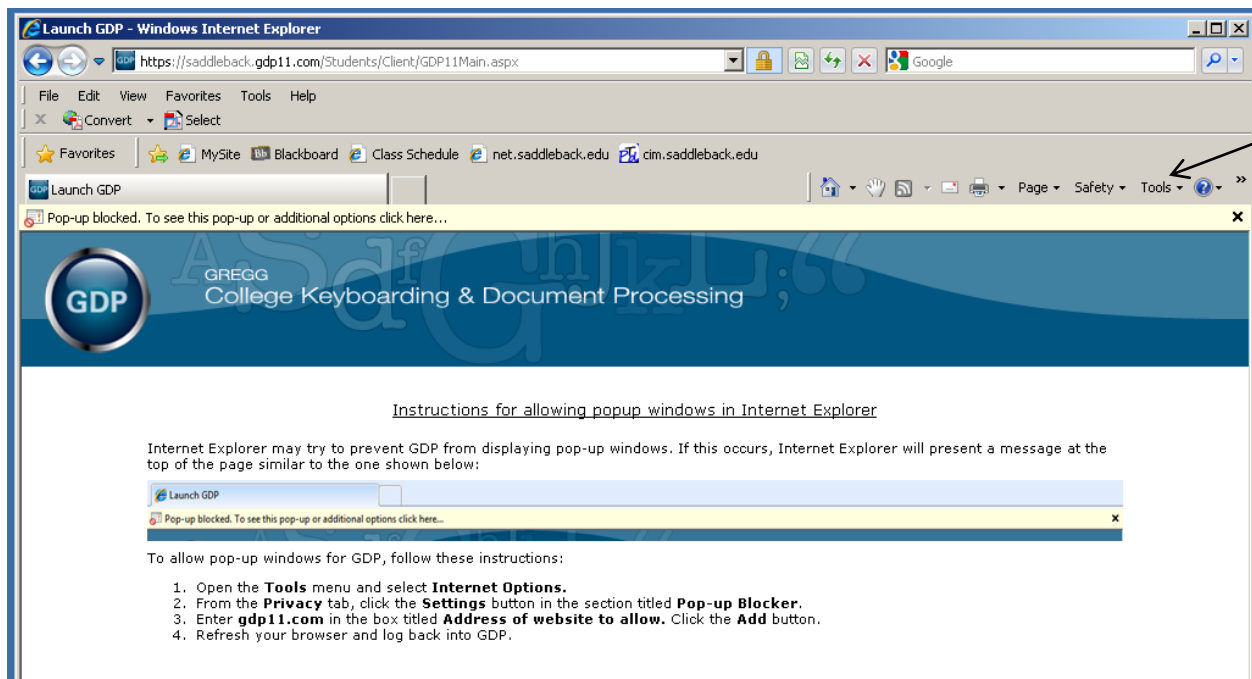 Launch GDP - Windows Internet Explorer
GDP https://saddleback.gdp11.com/Students/Client/GDP11Main.aspx Google
File Edit View Favorites Tools Help
X Convert Select
Favorites MySite Bb Blackboard Class Schedule net.saddleback.edu cim.saddleback.edu
GDP Launch GDP Page Safety Tools »
Pop-up blocked. To see this pop-up or additional options click here... x
ASdfGhjkL;“
GDP
GREGG
College Keyboarding & Document Processing
Instructions for allowing popup windows in Internet Explorer
Internet Explorer may try to prevent GDP from displaying pop-up windows. If this occurs, Internet Explorer will present a message at the
top of the page similar to the one shown below:
Launch GDP
Pop-up blocked. To see this pop-up or additional options click here... x
To allow pop-up windows for GDP, follow these instructions:
1. Open the Tools menu and select Internet Options.
2. From the Privacy tab, click the Settings button in the section titled Pop-up Blocker.
3. Enter gdp11.com in the box titled Address of website to allow. Click the Add button.
4. Refresh your browser and log back into GDP.